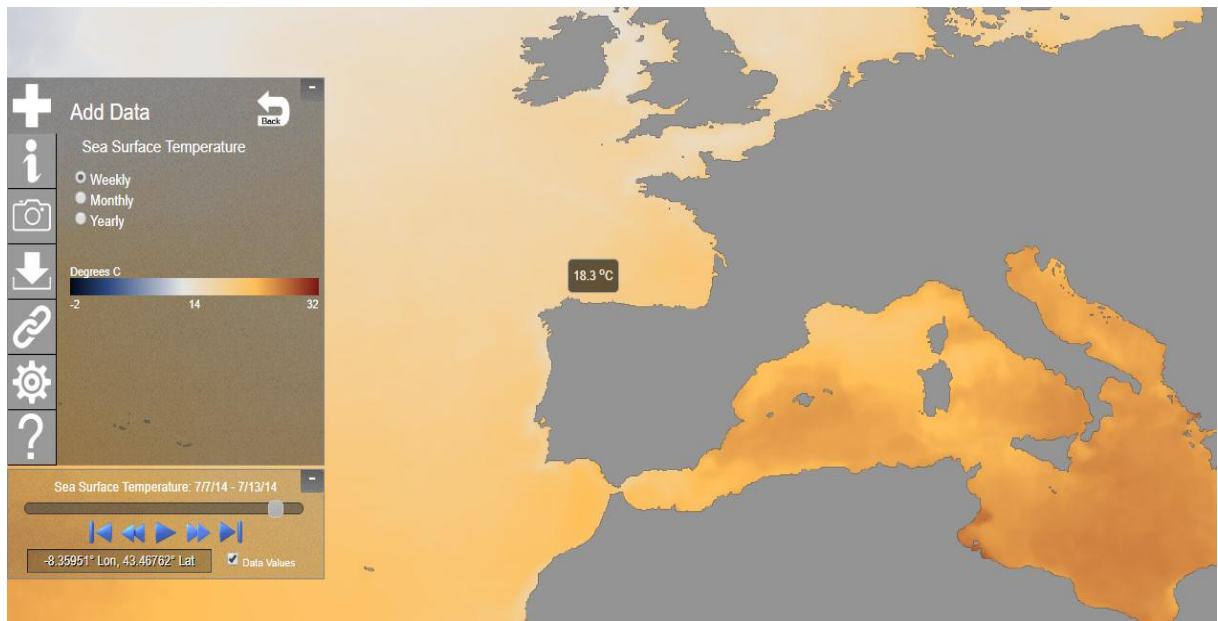 Add Data
Back
Sea Surface Temperature
Weekly
Monthly
Yearly
Degrees C
-2 14 32
Sea Surface Temperature: 7/7/14 - 7/13/14
-8.35951° Lon, 43.46762° Lat
Data Values
18.3 °C